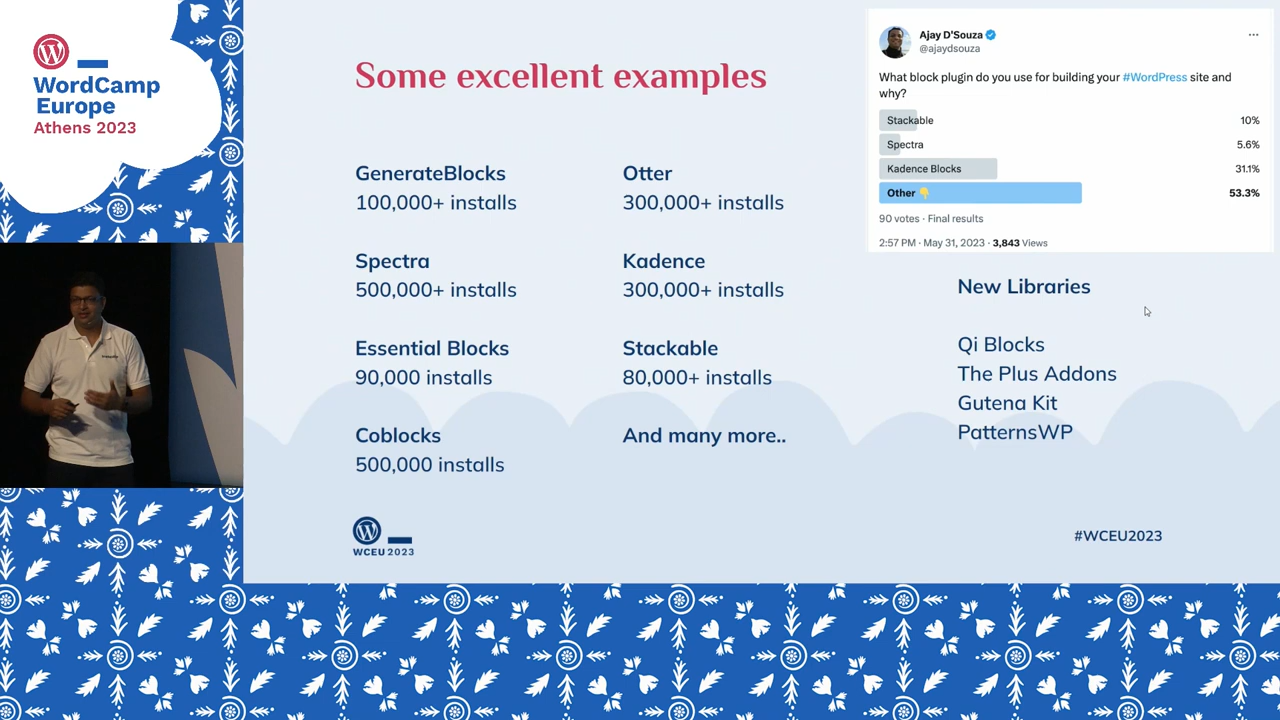 WordCamp
Europe
Athens 2023
Some excellent examples
GenerateBlocks
100,000+ installs
Spectra
500,000+ installs
Essential Blocks
90,000 installs
Coblocks
500,000 installs
Otter
300,000+ installs
Kadence
300,000+ installs
Stackable
80,000+ installs
And many more..
Ajay D'Souza
@ajaydsouza
What block plugin do you use for building your #WordPress site and
why?
Stackable 10%
Spectra 5.6%
Kadence Blocks 31.1%
Other 👇 53.3%
90 votes · Final results
2:57 PM · May 31, 2023 · 3,843 Views
New Libraries
Qi Blocks
The Plus Addons
Gutena Kit
PatternsWP
WCEU 2023
#WCEU2023